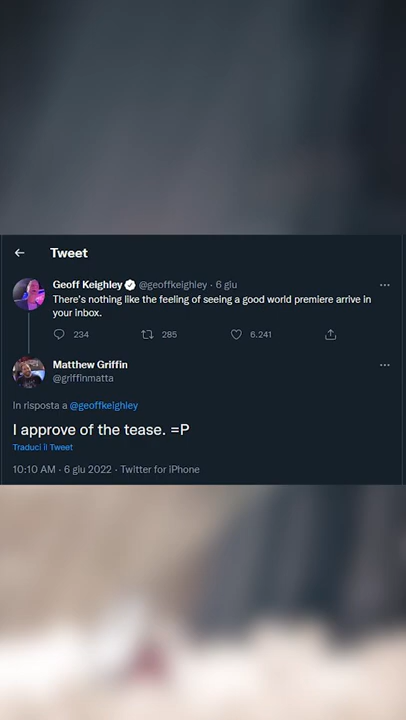 Tweet
Geoff Keighley @geoffkeighley · 6 giu
There's nothing like the feeling of seeing a good world premiere arrive in
your inbox.
234 285 6.241
Matthew Griffin
@griffinmatta
In risposta a @geoffkeighley
I approve of the tease. =P
Traduci il Tweet
10:10 AM · 6 giu 2022 · Twitter for iPhone